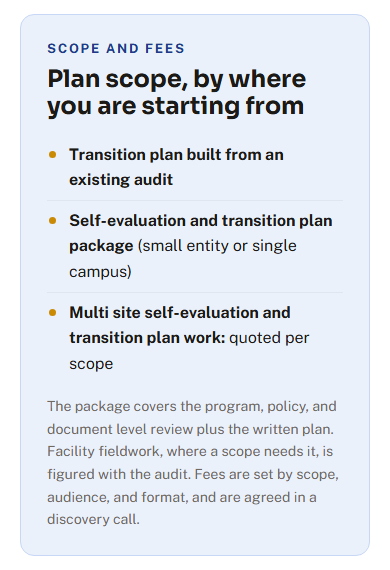 SCOPE AND FEES
Plan scope, by where
you are starting from
Transition plan built from an
existing audit
Self-evaluation and transition plan
package (small entity or single
campus)
Multi site self-evaluation and
transition plan work: quoted per
scope
The package covers the program, policy, and
document level review plus the written plan.
Facility fieldwork, where a scope needs it, is
figured with the audit. Fees are set by scope,
audience, and format, and are agreed in a
discovery call.